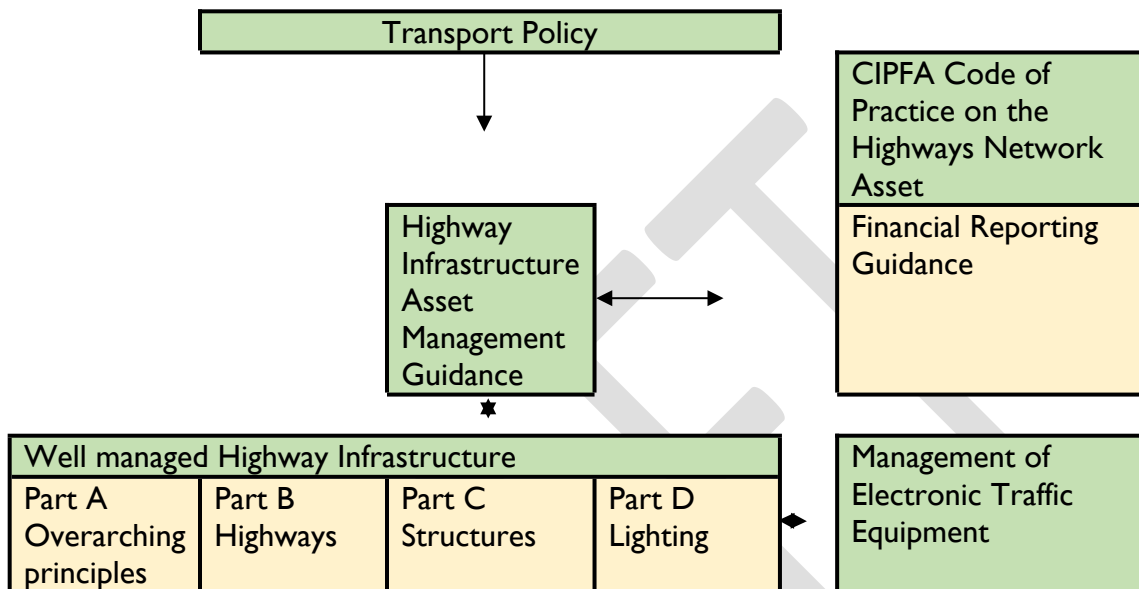 Transport Policy
CIPFA Code of
Practice on the
Highways Network
Asset
Highway
Infrastructure
Asset
Management
Guidance
Financial Reporting
Guidance
Well managed Highway Infrastructure
Part A
Overarching
principles
Part B
Highways
Part C
Structures
Part D
Lighting
Management of
Electronic Traffic
Equipment